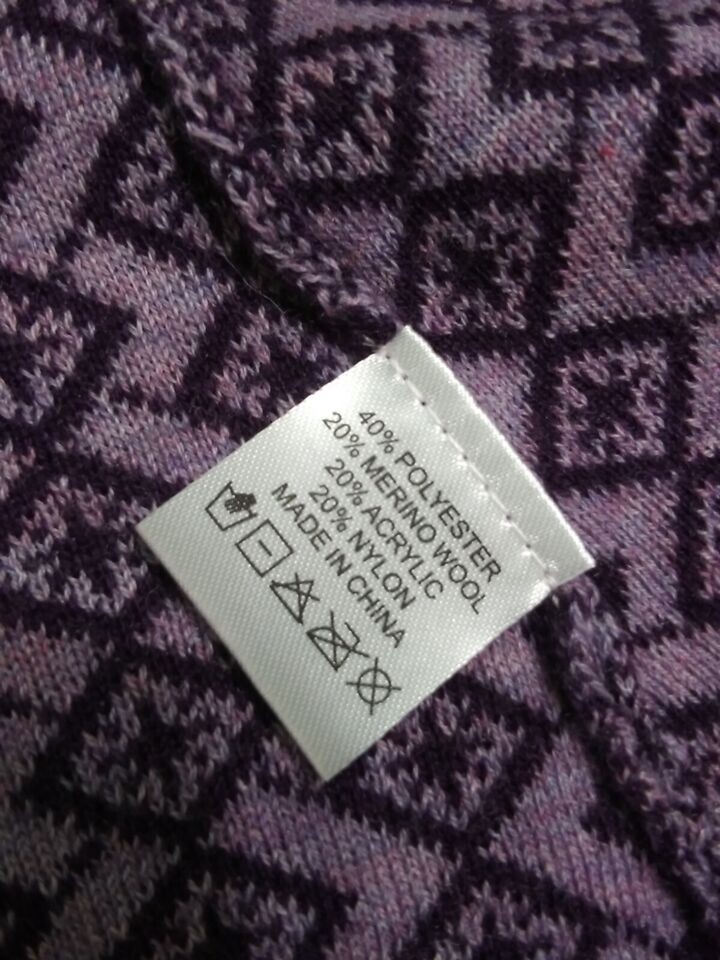 40% POLYESTER
20% MERINO WOOL
20% ACRYLIC
20% NYLON
MADE IN CHINA